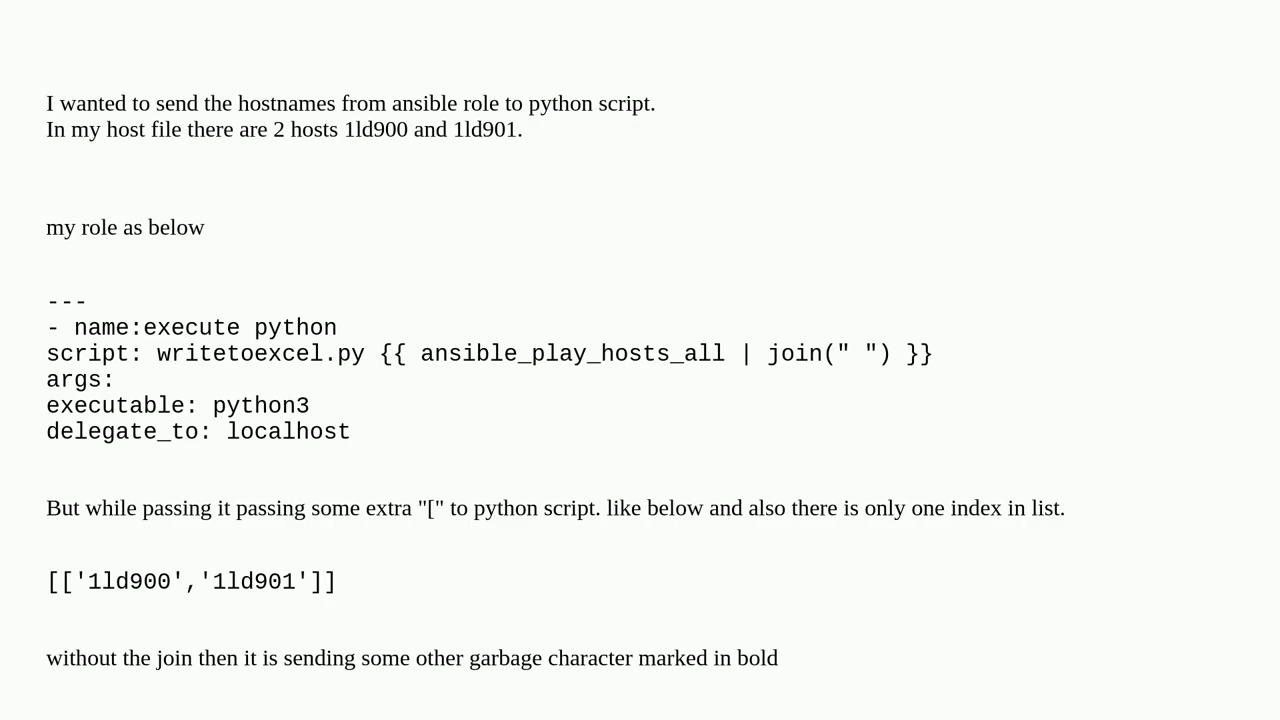 I wanted to send the hostnames from ansible role to python script.
In my host file there are 2 hosts 1ld900 and 1ld901.
my role as below
---
- name:execute python
script: writetoexcel.py {{ ansible_play_hosts_all | join(" ") }}
args:
executable: python3
delegate_to: localhost
But while passing it passing some extra "[" to python script. like below and also there is only one index in list.
[['1ld900','1ld901']]
without the join then it is sending some other garbage character marked in bold